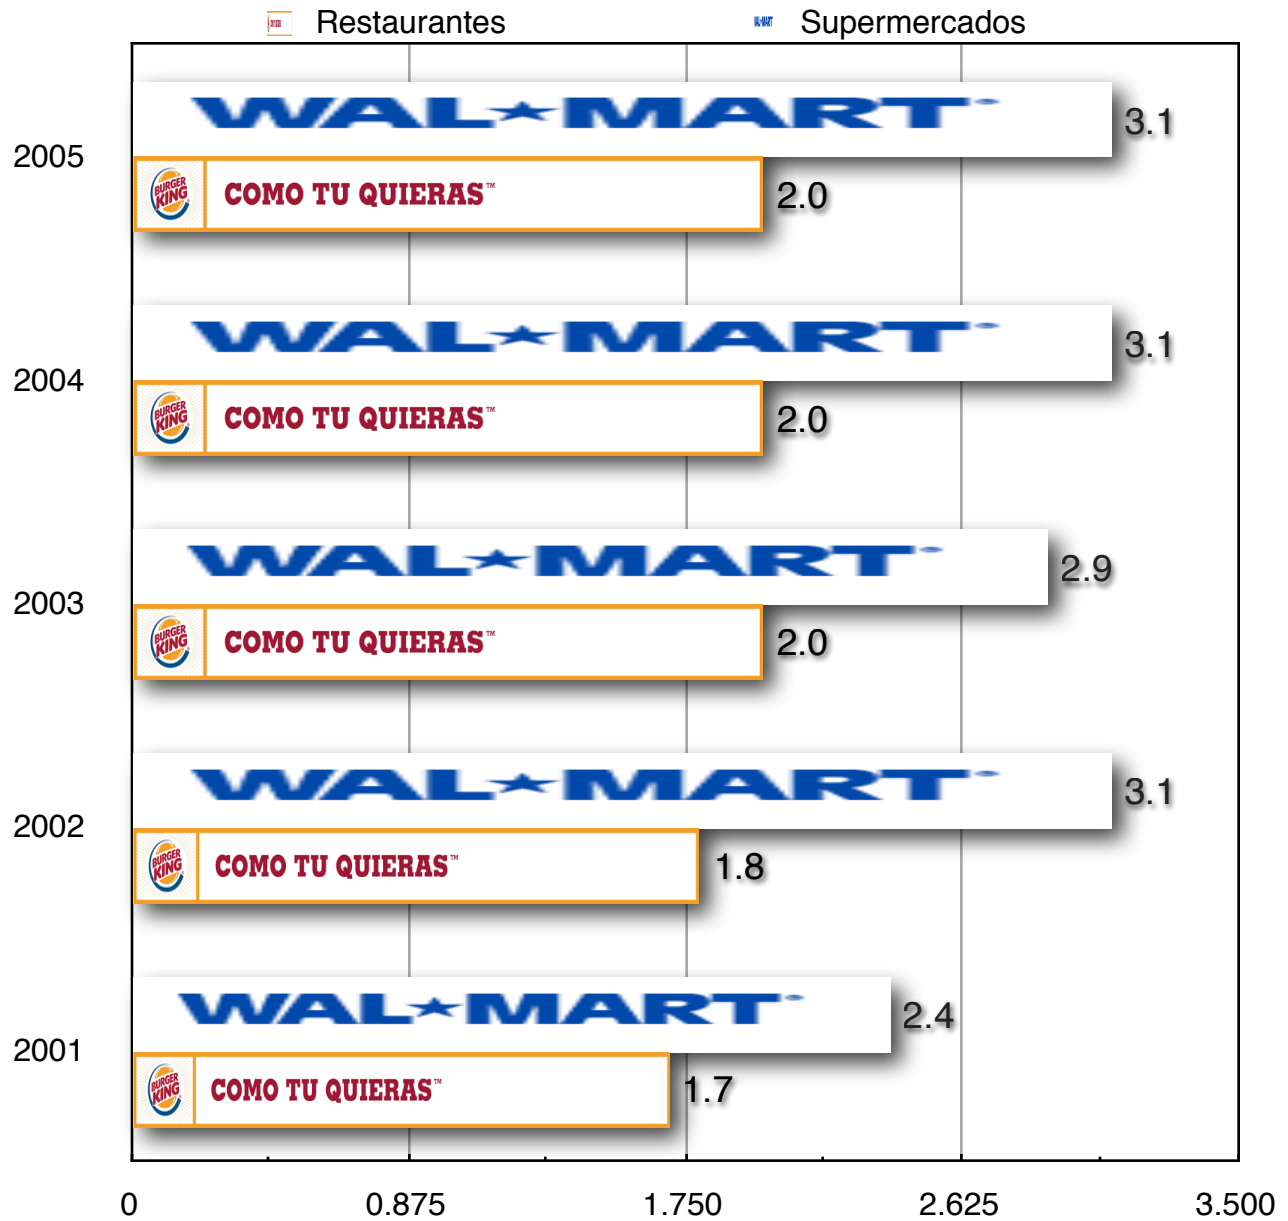 Restaurantes Supermercados
WAL★MART
3.1
2005
BURGER KING COMO TU QUIERAS™ 2.0
WAL★MART
3.1
2004
BURGER KING COMO TU QUIERAS™ 2.0
WAL★MART
2.9
2003
BURGER KING COMO TU QUIERAS™ 2.0
WAL★MART
3.1
2002
BURGER KING COMO TU QUIERAS™ 1.8
WAL★MART
2.4
2001
BURGER KING COMO TU QUIERAS™ 1.7
0 0.875 1.750 2.625 3.500